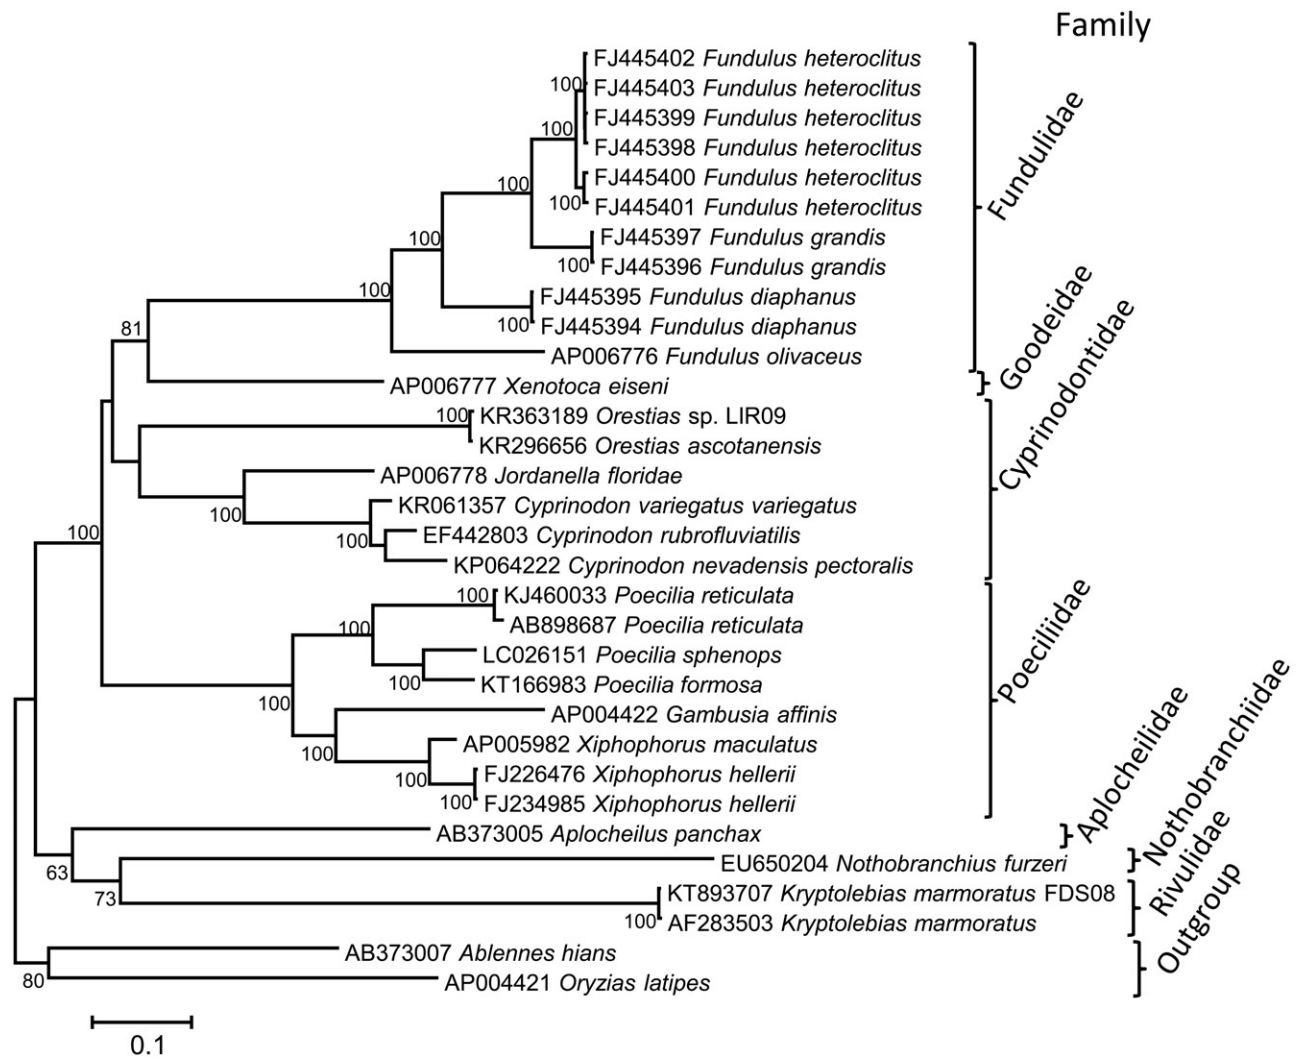 Family
FJ445402 Fundulus heteroclitus
100
FJ445403 Fundulus heteroclitus
FJ445399 Fundulus heteroclitus
100
FJ445398 Fundulus heteroclitus
FJ445400 Fundulus heteroclitus
100
FJ445401 Fundulus heteroclitus
100
Fundulidae
FJ445397 Fundulus grandis
100
FJ445396 Fundulus grandis
100
FJ445395 Fundulus diaphanus
100
FJ445394 Fundulus diaphanus
100
AP006776 Fundulus olivaceus
81
AP006777 Xenotoca eiseni
Goodeidae
KR363189 Orestias sp. LIR09
100
KR296656 Orestias ascotanensis
AP006778 Jordanella floridae
Cyprinodontidae
KR061357 Cyprinodon variegatus variegatus
100
EF442803 Cyprinodon rubrofluviatilis
100
100
KP064222 Cyprinodon nevadensis pectoralis
KJ460033 Poecilia reticulata
100
AB898687 Poecilia reticulata
100
LC026151 Poecilia sphenops
KT166983 Poecilia formosa
100
100
Poeciliidae
AP004422 Gambusia affinis
AP005982 Xiphophorus maculatus
100
FJ226476 Xiphophorus hellerii
100
FJ234985 Xiphophorus hellerii
100
AB373005 Aplocheilus panchax
Aplocheilidae
EU650204 Nothobranchius furzeri
Nothobranchiidae
63
KT893707 Kryptolebias marmoratus FDS08
73
AF283503 Kryptolebias marmoratus
100
Rivulidae
AB373007 Ablennes hians
AP004421 Oryzias latipes
80
Outgroup
0.1